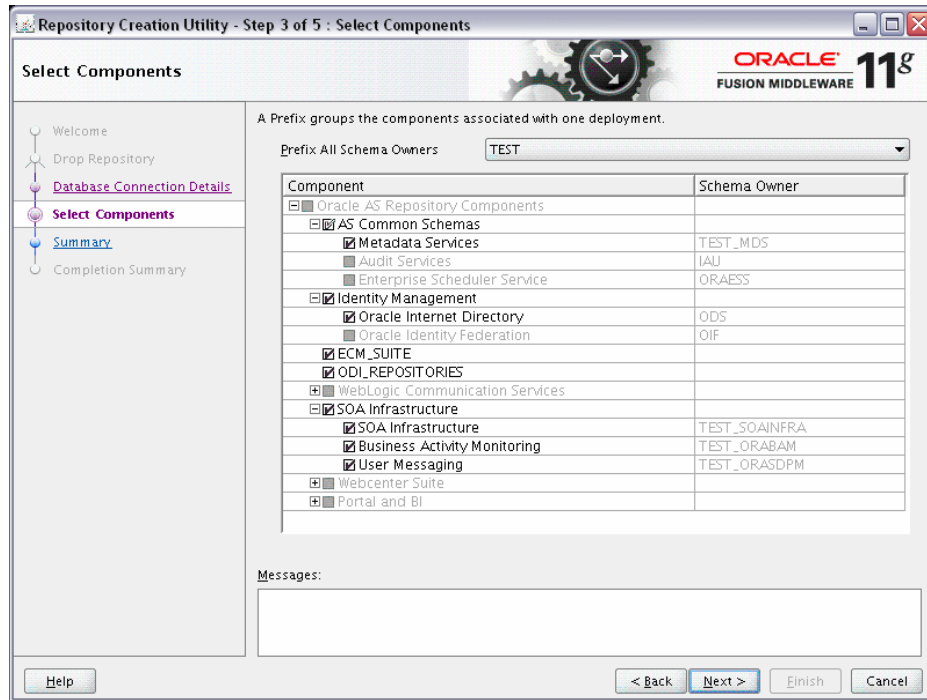 Repository Creation Utility - Step 3 of 5 : Select Components
Select Components
ORACLE
FUSION MIDDLEWARE
11g
Welcome
Drop Repository
Database Connection Details
Select Components
Summary
Completion Summary
A Prefix groups the components associated with one deployment.
Prefix All Schema Owners TEST
Component Schema Owner
Oracle AS Repository Components
AS Common Schemas
Metadata Services TEST_MDS
Audit Services IAU
Enterprise Scheduler Service ORAESS
Identity Management
Oracle Internet Directory ODS
Oracle Identity Federation OIF
ECM_SUITE
ODI_REPOSITORIES
WebLogic Communication Services
SOA Infrastructure
SOA Infrastructure TEST_SOAINFRA
Business Activity Monitoring TEST_ORABAM
User Messaging TEST_ORASDPM
Webcenter Suite
Portal and BI
Messages:
Help < Back Next > Finish Cancel